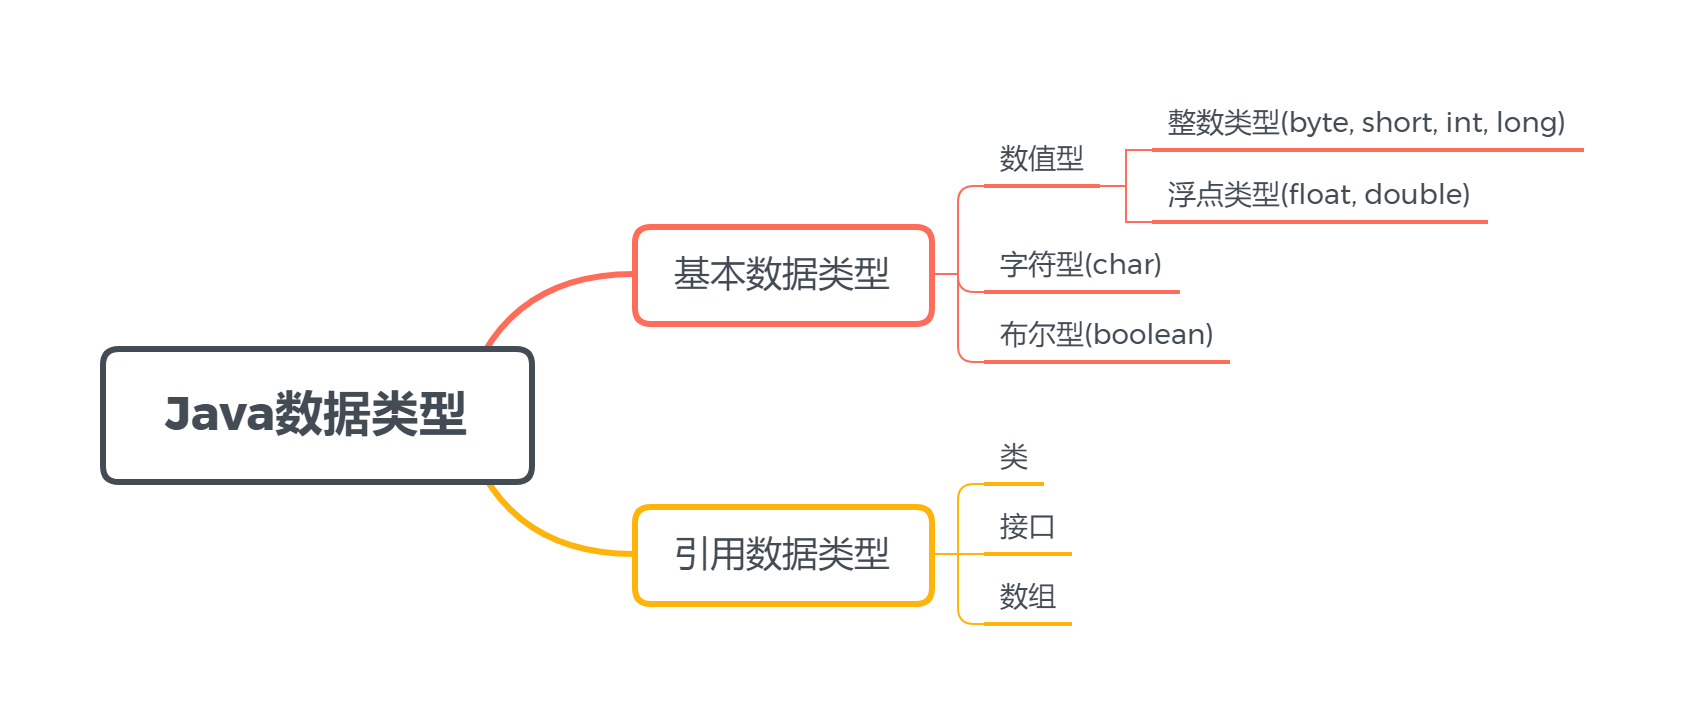 Java数据类型
基本数据类型
数值型
整数类型(byte, short, int, long)
浮点类型(float, double)
字符型(char)
布尔型(boolean)
引用数据类型
类
接口
数组